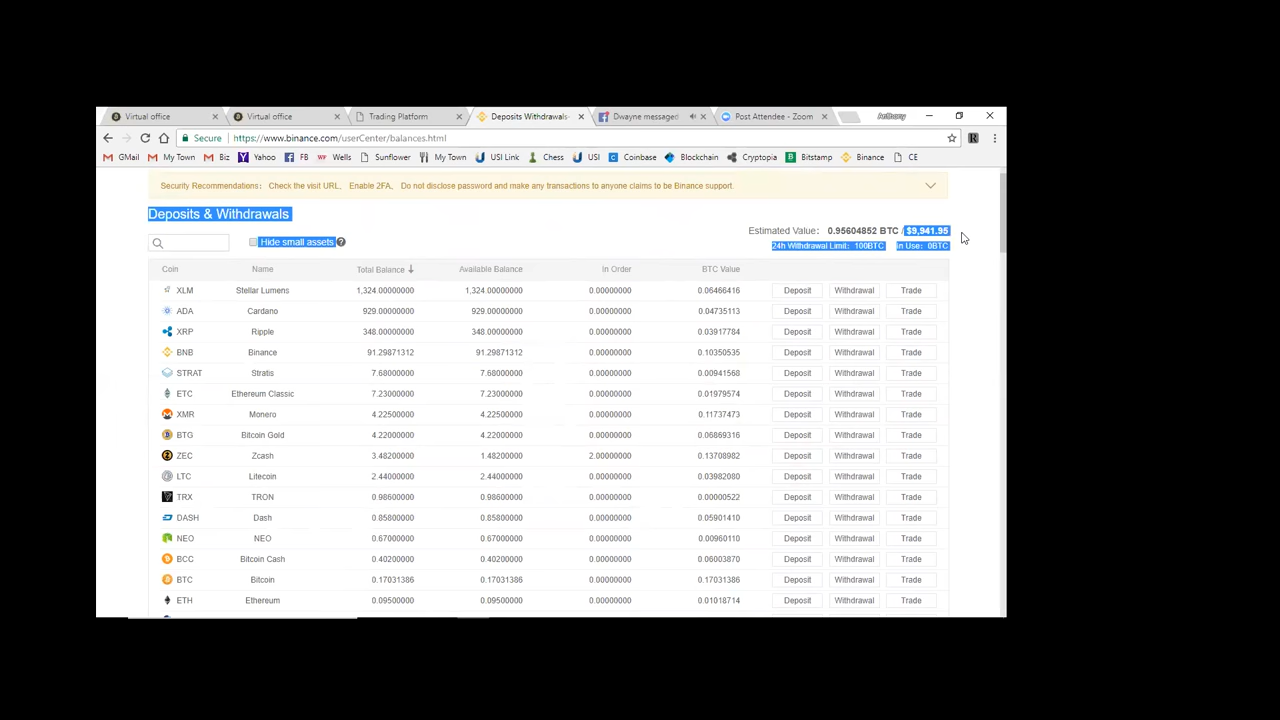 Virtual office
Virtual office
Trading Platform
Deposits Withdrawals -
Dwayne messaged
Post Attendee - Zoom
Anthony
Secure
https://www.binance.com/userCenter/balances.html
GMail My Town Biz Yahoo FB Wells Sunflower My Town USI Link Chess USI Coinbase Blockchain Cryptopia Bitstamp Binance CE
Security Recommendations: Check the visit URL, Enable 2FA, Do not disclose password and make any transactions to anyone claims to be Binance support.
Deposits & Withdrawals
Estimated Value: 0.95604852 BTC / $9,941.95
Hide small assets ?
24h Withdrawal Limit: 100BTC In Use: 0BTC
Coin Name Total Balance ↓ Available Balance In Order BTC Value
XLM Stellar Lumens 1,324.00000000 1,324.00000000 0.00000000 0.06466416 Deposit Withdrawal Trade
ADA Cardano 929.00000000 929.00000000 0.00000000 0.04735113 Deposit Withdrawal Trade
XRP Ripple 348.00000000 348.00000000 0.00000000 0.03917784 Deposit Withdrawal Trade
BNB Binance 91.29871312 91.29871312 0.00000000 0.10350535 Deposit Withdrawal Trade
STRAT Stratis 7.68000000 7.68000000 0.00000000 0.00941568 Deposit Withdrawal Trade
ETC Ethereum Classic 7.23000000 7.23000000 0.00000000 0.01979574 Deposit Withdrawal Trade
XMR Monero 4.22500000 4.22500000 0.00000000 0.11737473 Deposit Withdrawal Trade
BTG Bitcoin Gold 4.22000000 4.22000000 0.00000000 0.06869316 Deposit Withdrawal Trade
ZEC Zcash 3.48200000 1.48200000 2.00000000 0.13708982 Deposit Withdrawal Trade
LTC Litecoin 2.44000000 2.44000000 0.00000000 0.03982080 Deposit Withdrawal Trade
TRX TRON 0.98600000 0.98600000 0.00000000 0.00000522 Deposit Withdrawal Trade
DASH Dash 0.85800000 0.85800000 0.00000000 0.05901410 Deposit Withdrawal Trade
NEO NEO 0.67000000 0.67000000 0.00000000 0.00960110 Deposit Withdrawal Trade
BCC Bitcoin Cash 0.40200000 0.40200000 0.00000000 0.06003870 Deposit Withdrawal Trade
BTC Bitcoin 0.17031386 0.17031386 0.00000000 0.17031386 Deposit Withdrawal Trade
ETH Ethereum 0.09500000 0.09500000 0.00000000 0.01018714 Deposit Withdrawal Trade